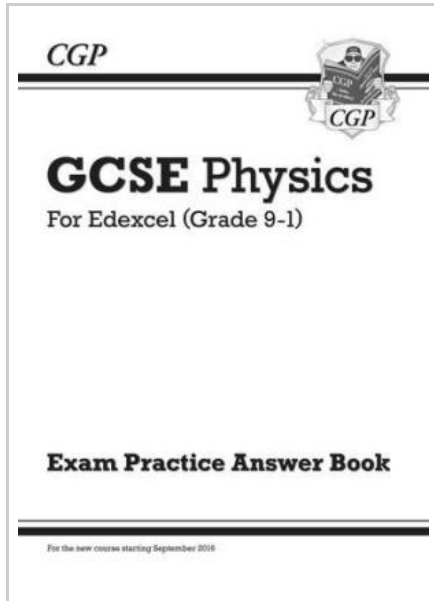 CGP
CGP
CGP
GCSE Physics
For Edexcel (Grade 9-1)
Exam Practice Answer Book
For the new course starting September 2016